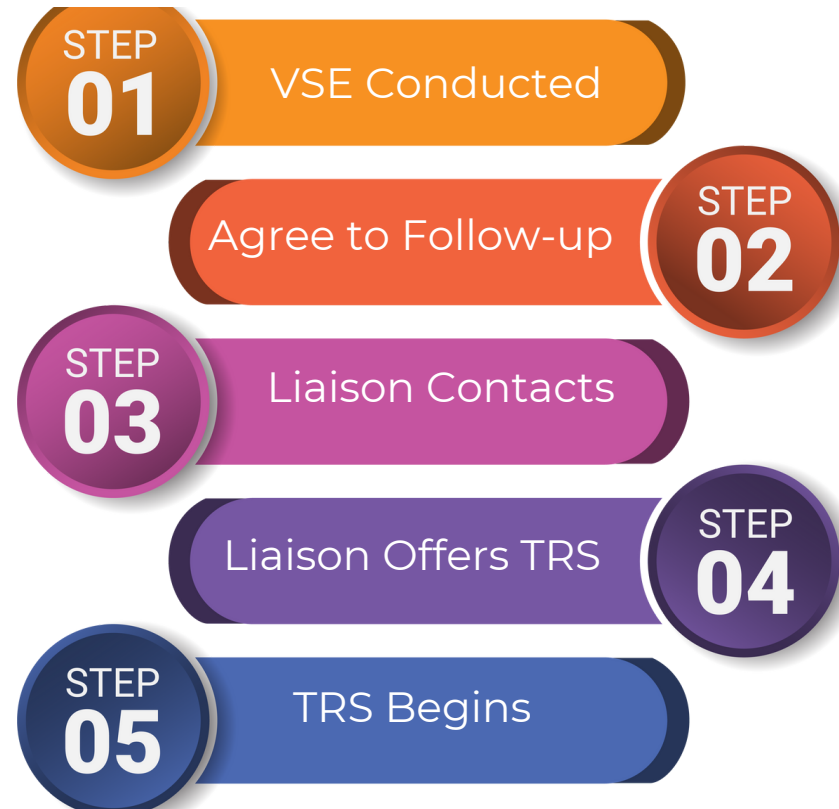 STEP
01
VSE Conducted
Agree to Follow-up
STEP
02
STEP
03
Liaison Contacts
Liaison Offers TRS
STEP
04
STEP
05
TRS Begins